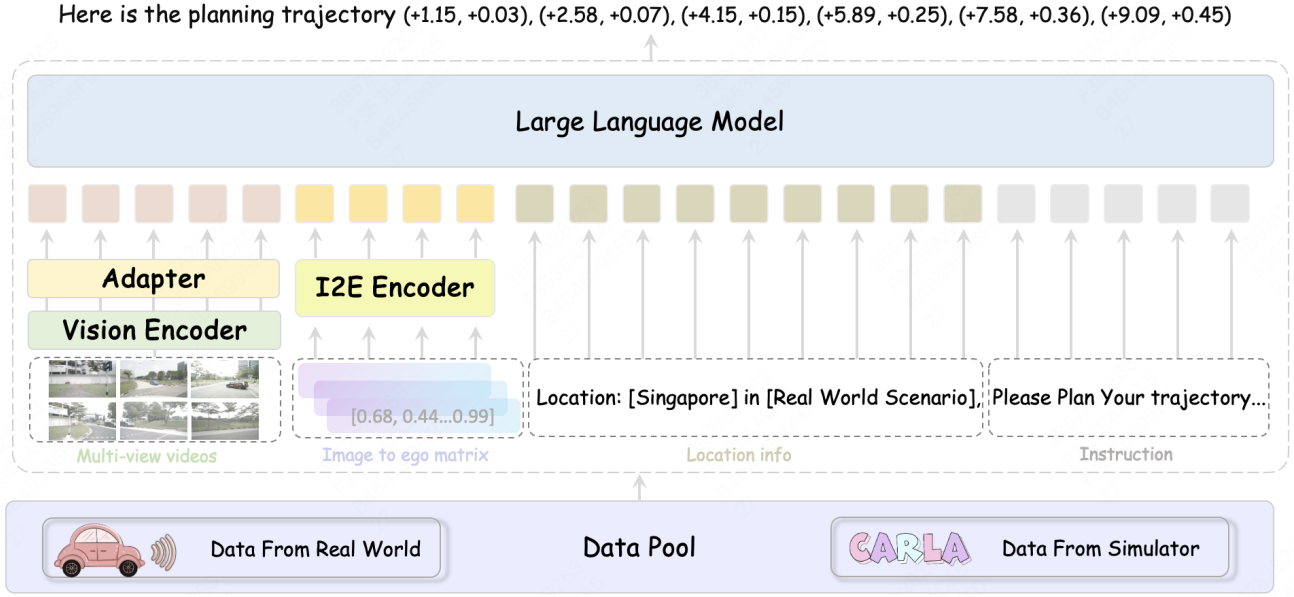 Here is the planning trajectory (+1.15, +0.03), (+2.58, +0.07), (+4.15, +0.15), (+5.89, +0.25), (+7.58, +0.36), (+9.09, +0.45)
Large Language Model
Adapter
I2E Encoder
Vision Encoder
[0.68, 0.44...0.99]
Location: [Singapore] in [Real World Scenario],
Please Plan Your trajectory...
Multi-view videos
Image to ego matrix
Location info
Instruction
Data From Real World
Data Pool
CARLA
Data From Simulator